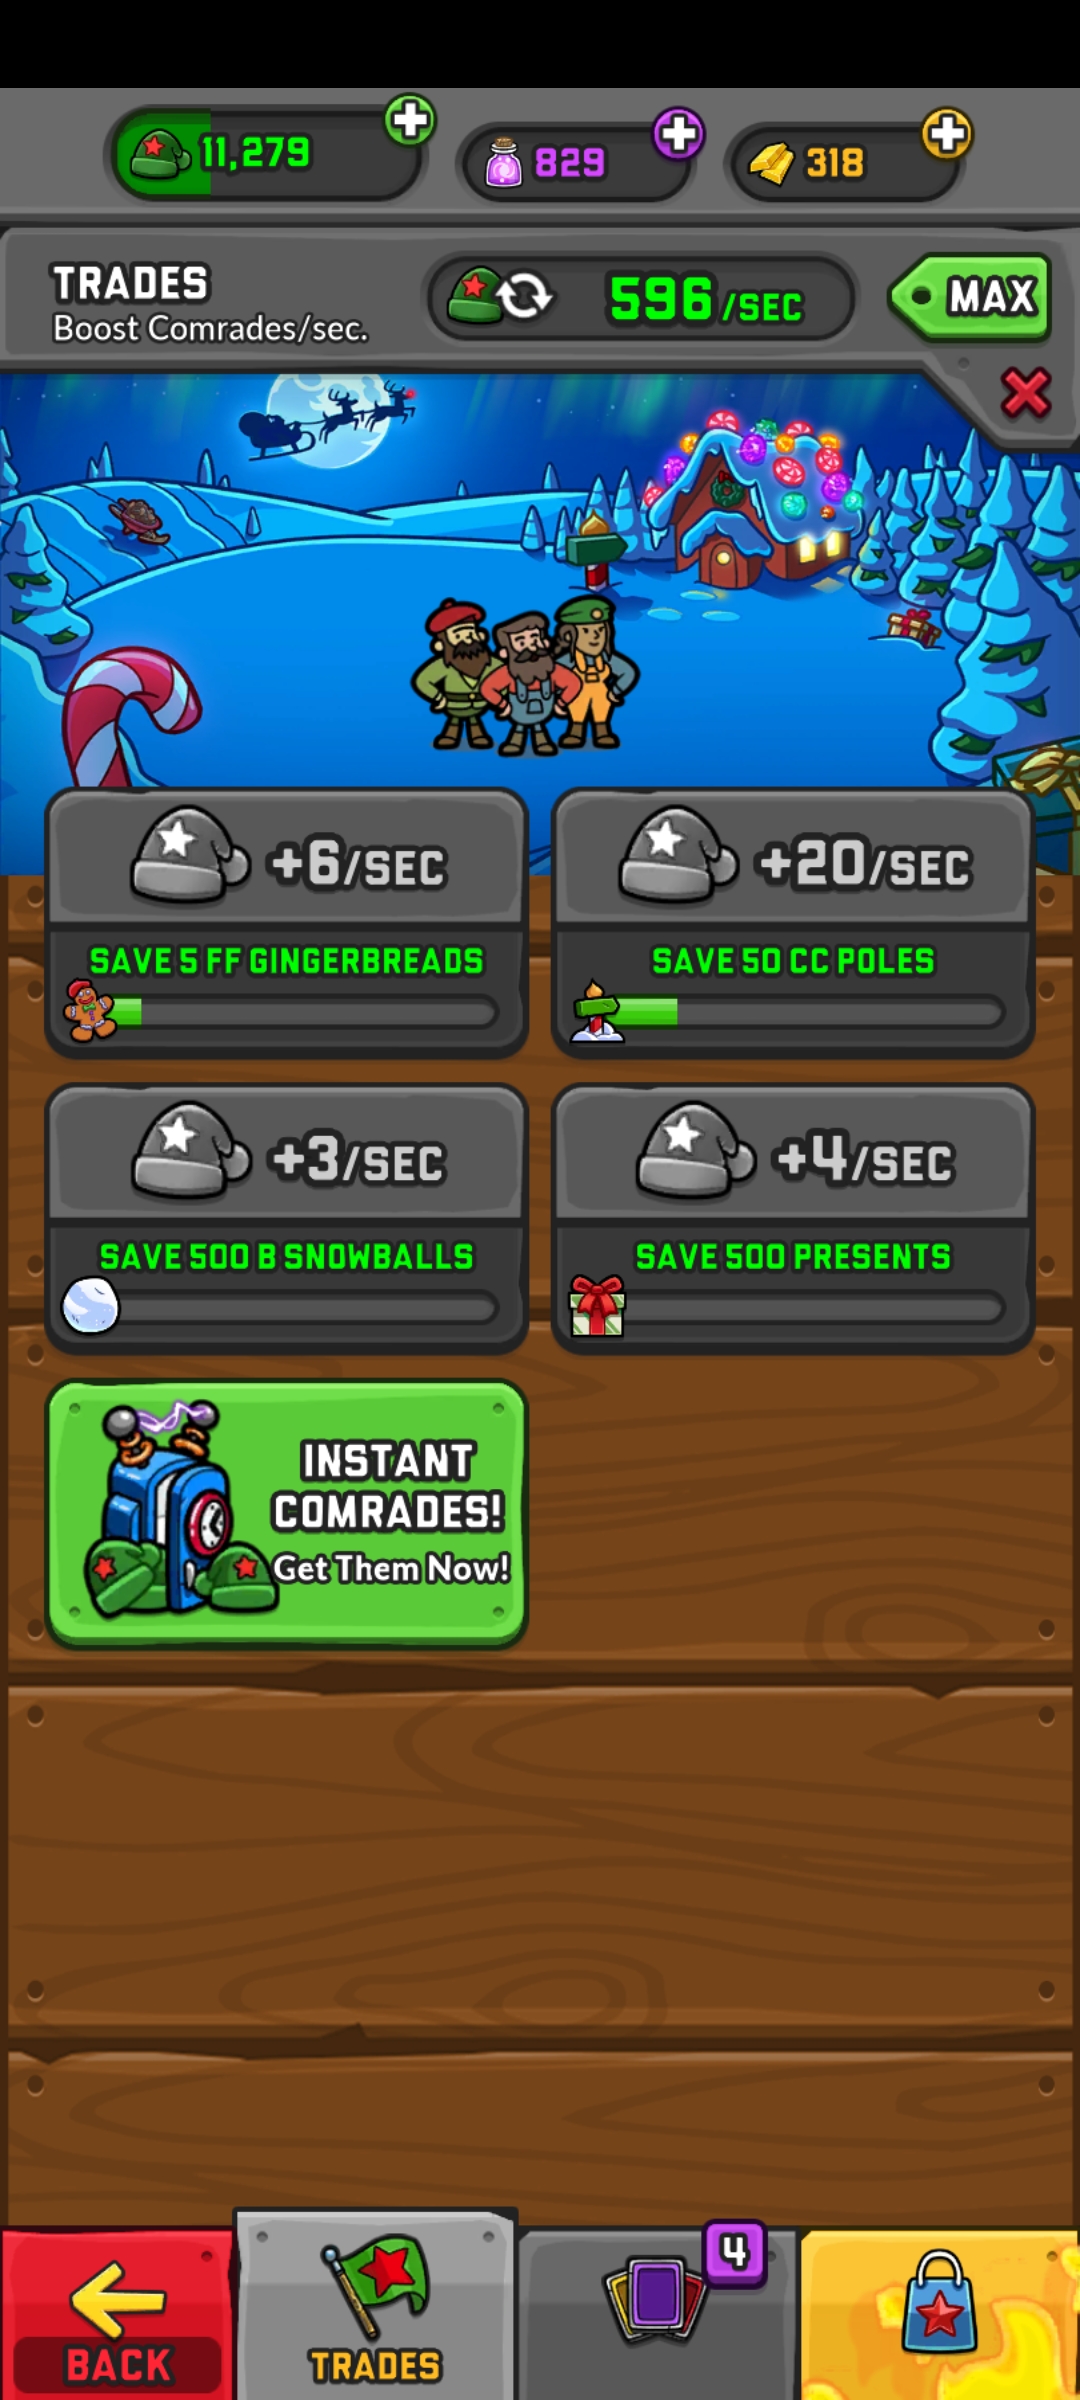 11,279
829
318
TRADES
Boost Comrades/sec.
596/SEC
MAX
+6/SEC
+20/SEC
SAVE 5 FF GINGERBREADS
SAVE 50 CC POLES
+3/SEC
+4/SEC
SAVE 500 B SNOWBALLS
SAVE 500 PRESENTS
INSTANT
COMRADES!
Get Them Now!
4
BACK
TRADES